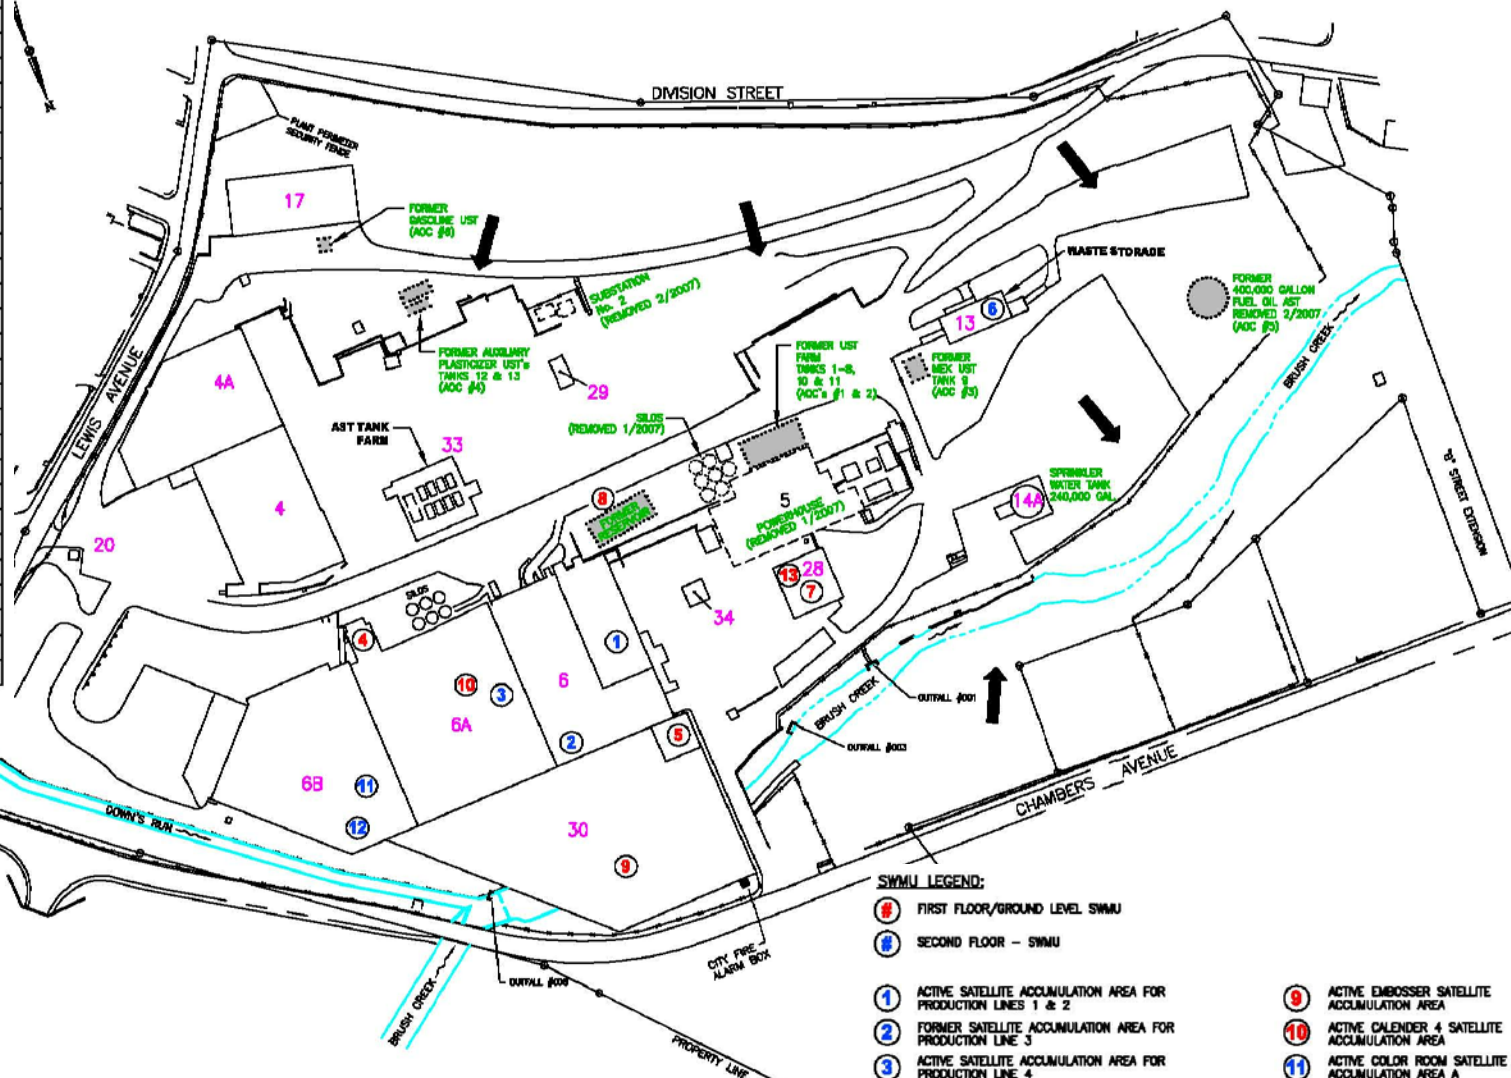 N
DIVISION STREET
PLANT PERIMETER
SECURITY FENCE
17
FORMER
GASOLINE UST
(AOC #6)
LEWIS AVENUE
SUBSTATION
No. 2
(REMOVED 2/2007)
WASTE STORAGE
6
13
FORMER
400,000 GALLON
FUEL OIL AST
REMOVED 2/2007
(AOC #5)
BRUSH CREEK
4A
FORMER AUXILIARY
PLASTICIZER UST's
TANKS 12 & 13
(AOC #4)
29
FORMER UST
FARM
TANKS 1-8,
10 & 11
(AOC's #1 & 2)
FORMER
MEK UST
TANK 9
(AOC #3)
SILOS
(REMOVED 1/2007)
AST TANK
FARM
33
"B" STREET EXTENSION
SPRINKLER
WATER TANK
240,000 GAL.
14A
4
8
FORMER
RESERVOIR
5
POWERHOUSE
(REMOVED 1/2007)
20
13
28
7
SILOS
34
4
1
6
10
3
6A
2
5
BRUSH CREEK
OUTFALL #001
OUTFALL #003
6B
11
12
DOWN'S RUN
30
9
CHAMBERS AVENUE
CITY FIRE
ALARM BOX
BRUSH CREEK
PROPERTY LINE
SWMU LEGEND:
# FIRST FLOOR/GROUND LEVEL SWMU
# SECOND FLOOR - SWMU
1 ACTIVE SATELLITE ACCUMULATION AREA FOR
PRODUCTION LINES 1 & 2
2 FORMER SATELLITE ACCUMULATION AREA FOR
PRODUCTION LINE 3
3 ACTIVE SATELLITE ACCUMULATION AREA FOR
PRODUCTION LINE 4
9 ACTIVE EMBOSSER SATELLITE
ACCUMULATION AREA
10 ACTIVE CALENDER 4 SATELLITE
ACCUMULATION AREA
11 ACTIVE COLOR ROOM SATELLITE
ACCUMULATION AREA A